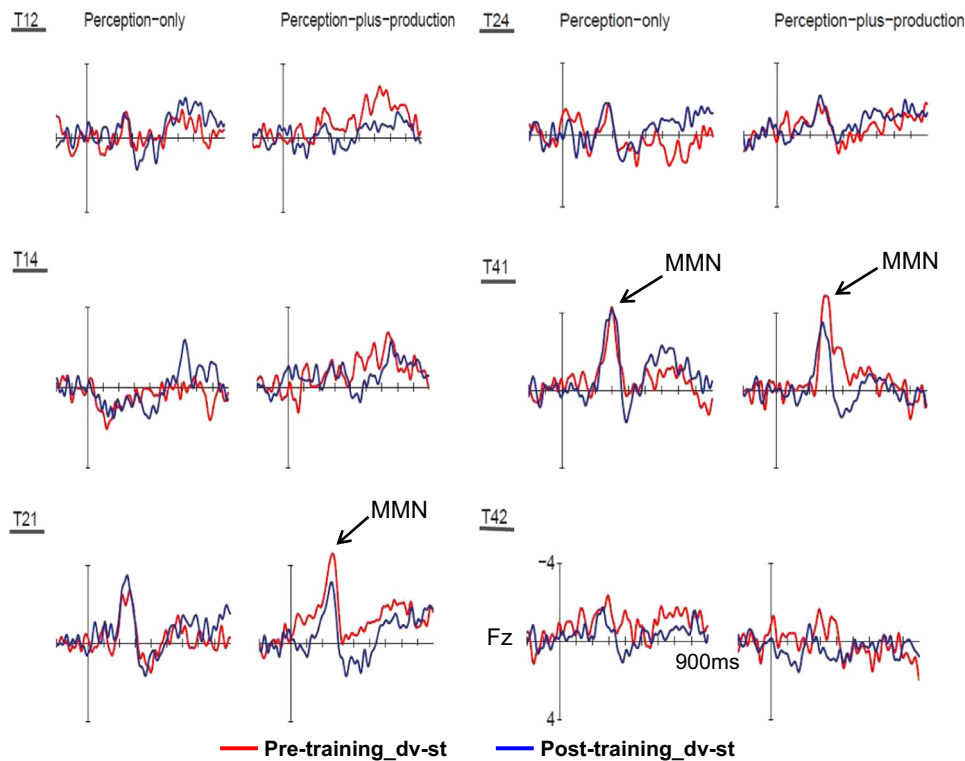 T12 Perception-only Perception-plus-production
T24 Perception-only Perception-plus-production
T14
T41
MMN
MMN
T21
MMN
T42
-4
Fz
900ms
4
Pre-training_dv-st Post-training_dv-st